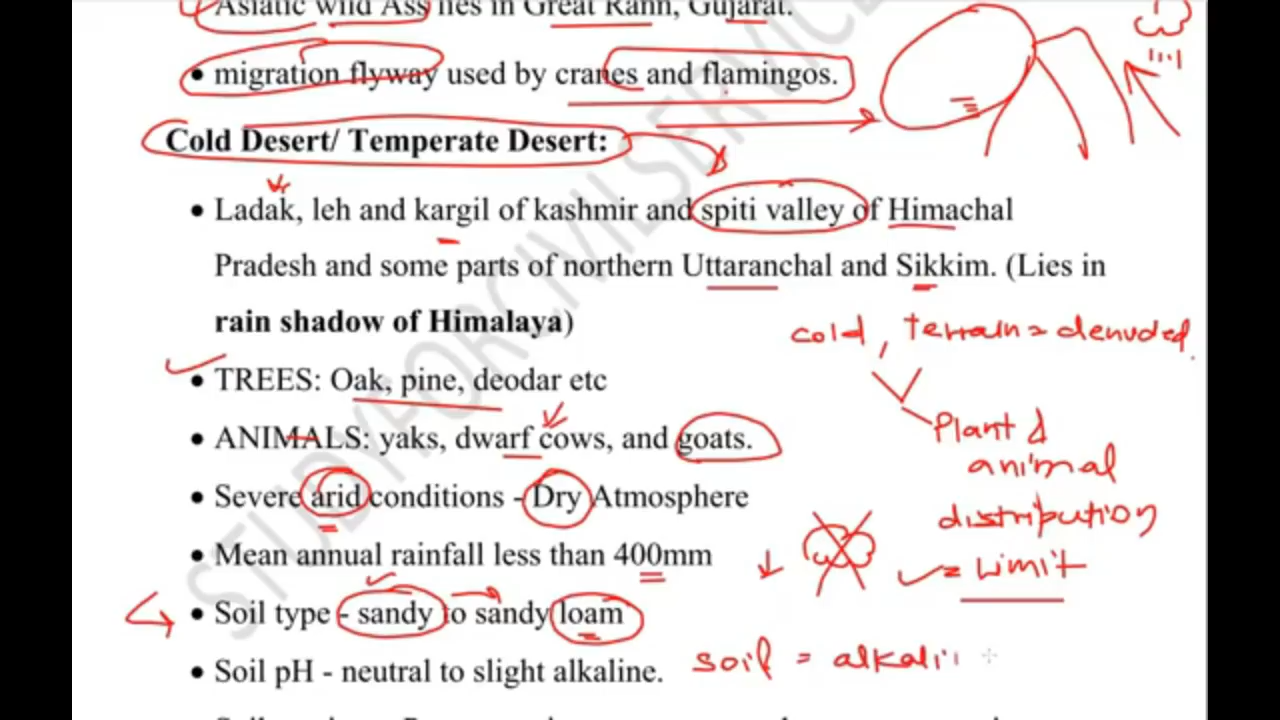 Asiatic wild Ass lies in Great Rann, Gujarat.
• migration flyway used by cranes and flamingos.
Cold Desert/ Temperate Desert:
• Ladak, leh and kargil of kashmir and spiti valley of Himachal
Pradesh and some parts of northern Uttaranchal and Sikkim. (Lies in
rain shadow of Himalaya)
cold, terrain = denuded
• TREES: Oak, pine, deodar etc
• ANIMALS: yaks, dwarf cows, and goats.
Plant &
animal
distribution
= Limit
• Severe arid conditions - Dry Atmosphere
• Mean annual rainfall less than 400mm
• Soil type - sandy to sandy loam
• Soil pH - neutral to slight alkaline.
soil = alkali
STUDYFORCIVILSERVICE